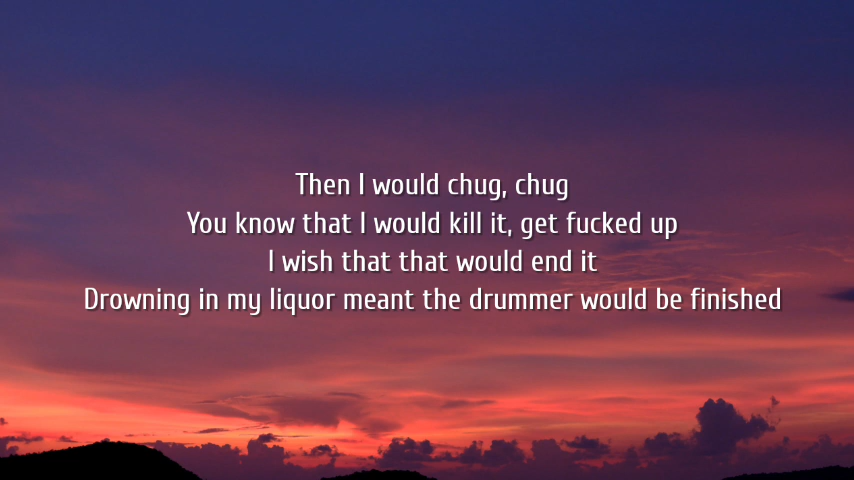 Then I would chug, chug
You know that I would kill it, get fucked up
I wish that that would end it
Drowning in my liquor meant the drummer would be finished